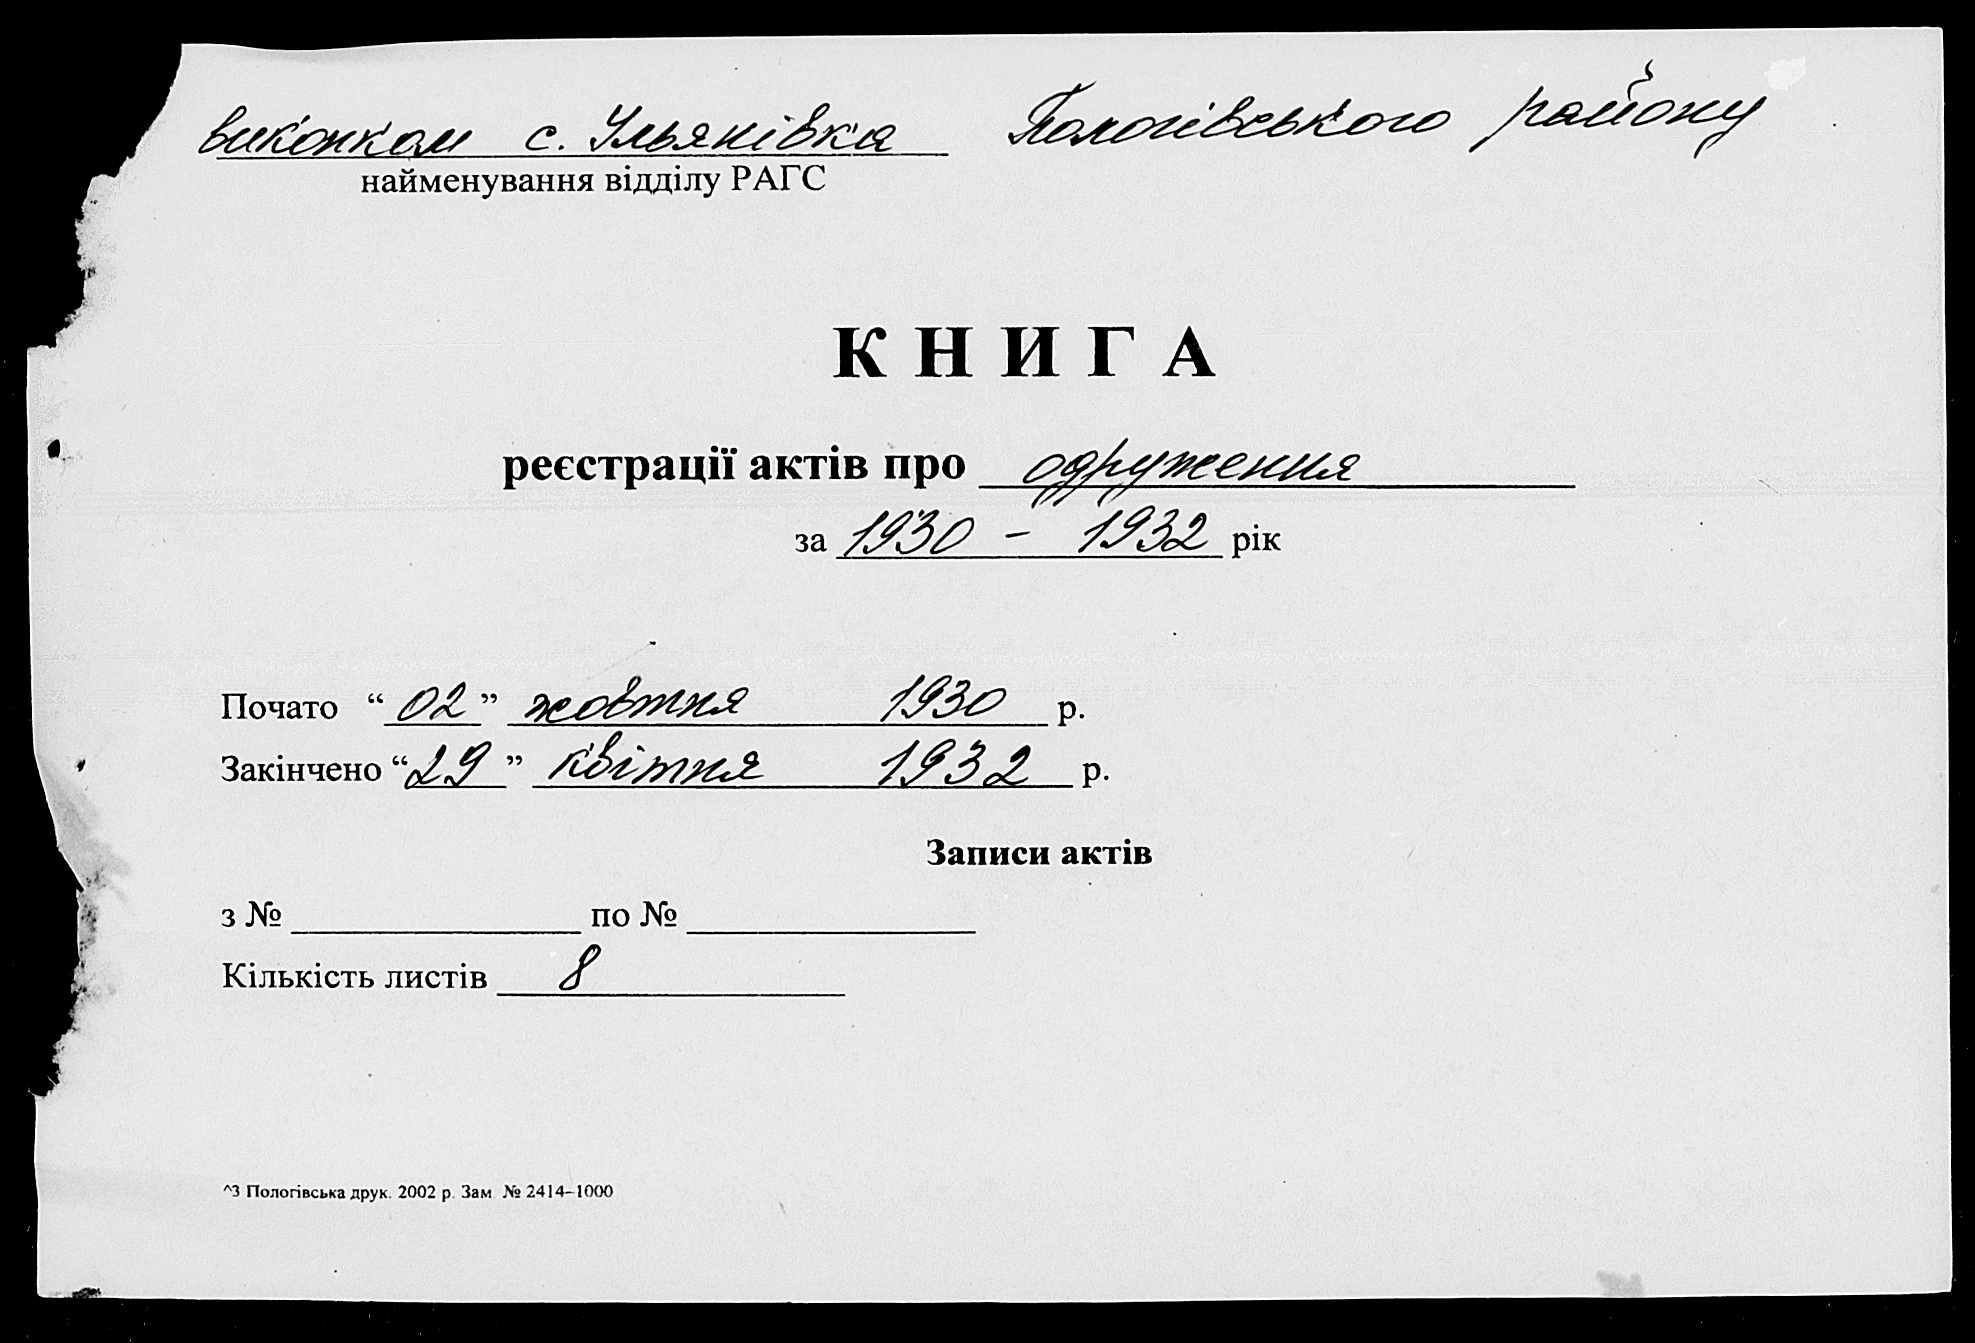 виконком с. Ульянівка Пологівського району
найменування відділу РАГС
КНИГА
реєстрації актів про одруження
за 1930 - 1932 рік
Почато “02” жовтня 1930 р.
Закінчено “29” квітня 1932 р.
Записи актів
з № ______ по № ______
Кількість листів 8
^З Пологівська друк. 2002 р. Зам. № 2414–1000